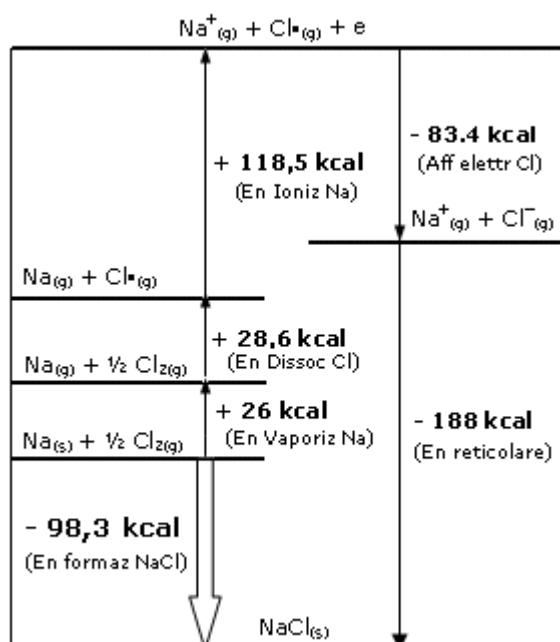 Na⁺(g) + Cl▪(g) + e
- 83.4 kcal
(Aff elettr Cl)
+ 118,5 kcal
(En Ioniz Na)
Na⁺(g) + Cl⁻(g)
Na(g) + Cl▪(g)
+ 28,6 kcal
(En Dissoc Cl)
Na(g) + ½ Cl₂(g)
+ 26 kcal
(En Vaporiz Na)
- 188 kcal
(En reticolare)
Na(s) + ½ Cl₂(g)
- 98,3 kcal
(En formaz NaCl)
NaCl(s)